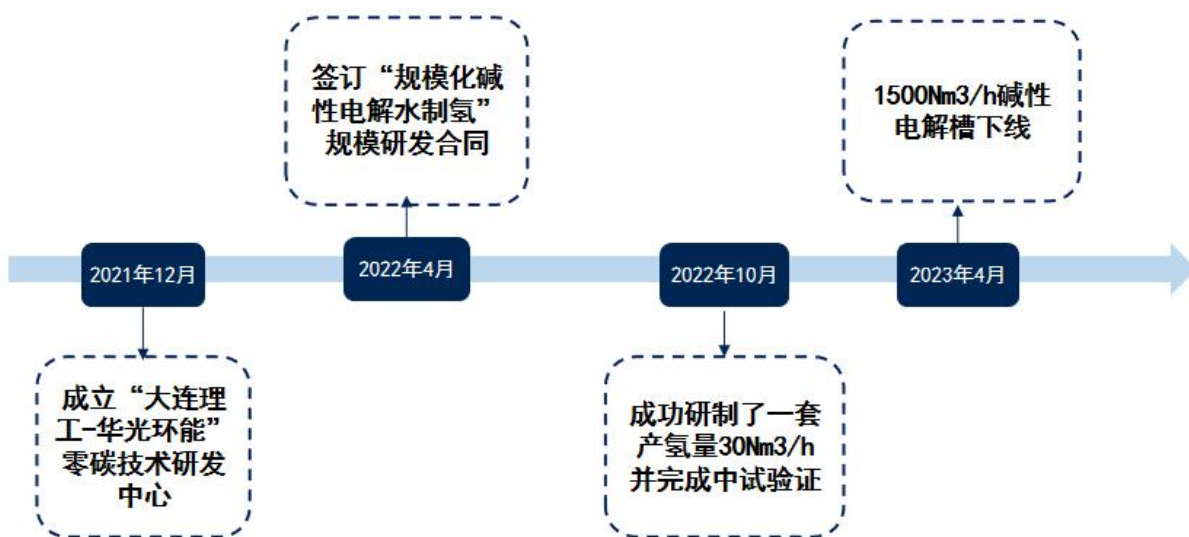 签订“规模化碱
性电解水制氢”
规模研发合同
1500Nm3/h碱性
电解槽下线
2021年12月
2022年4月
2022年10月
2023年4月
成立“大连理
工-华光环能”
零碳技术研发
中心
成功研制了一套
产氢量30Nm3/h
并完成中试验证